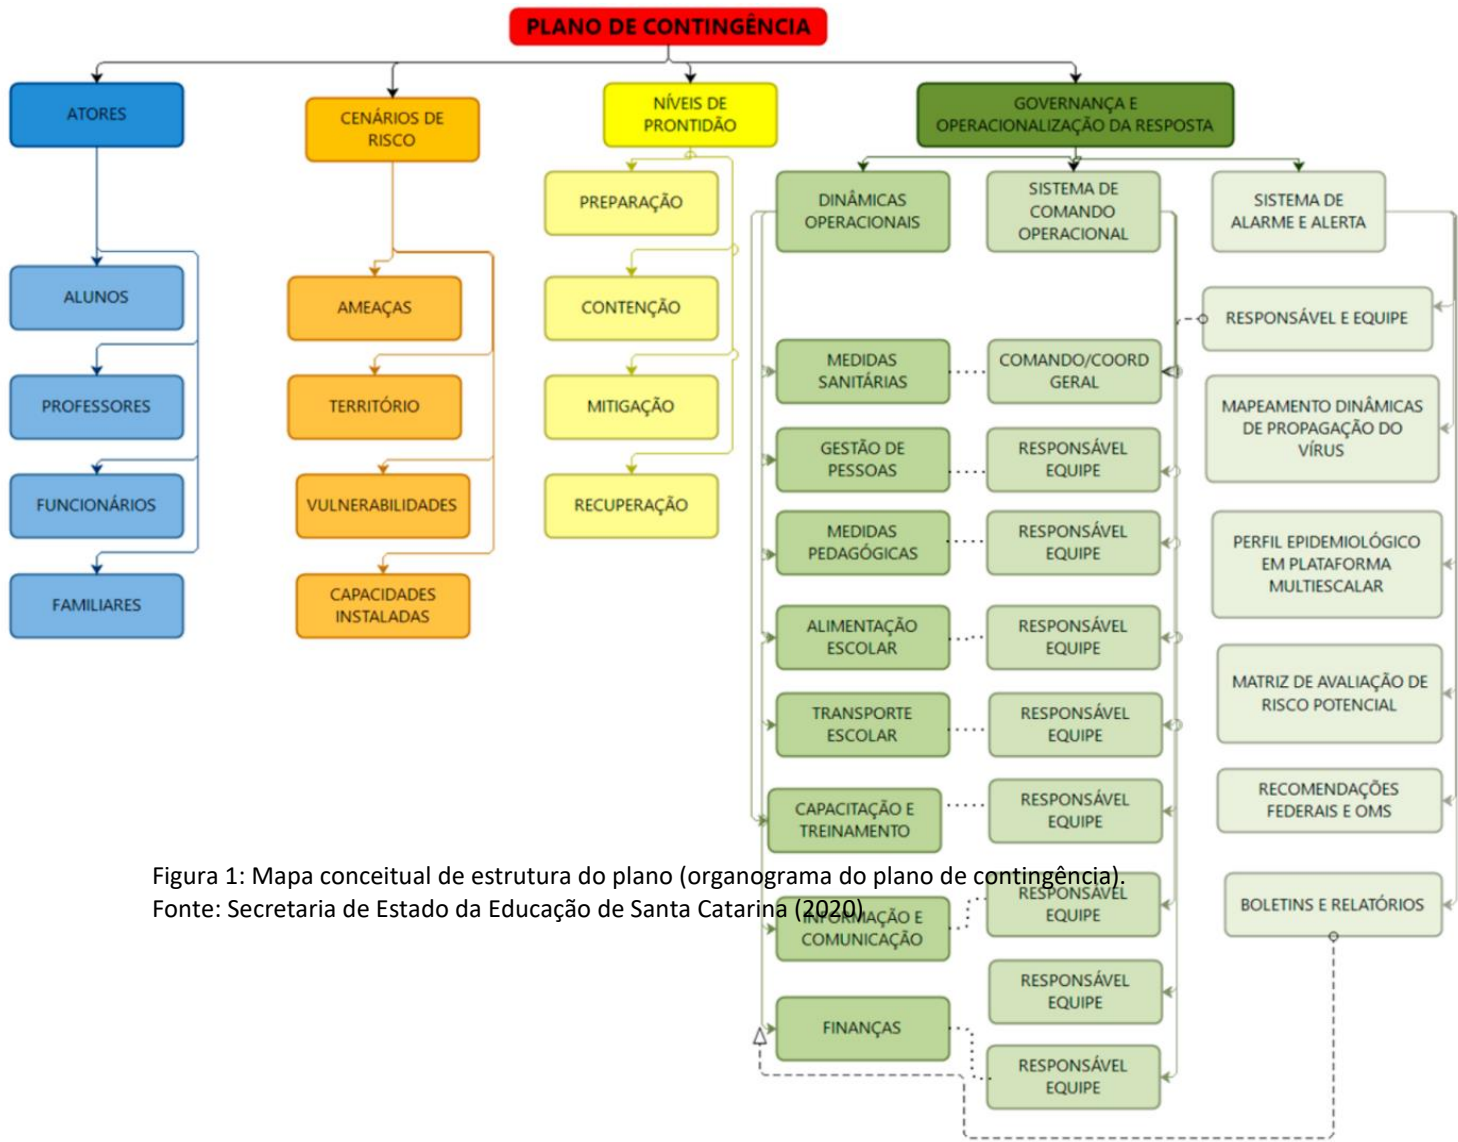 PLANO DE CONTINGÊNCIA
ATORES
ALUNOS
PROFESSORES
FUNCIONÁRIOS
FAMILIARES
CENÁRIOS DE
RISCO
AMEAÇAS
TERRITÓRIO
VULNERABILIDADES
CAPACIDADES
INSTALADAS
NÍVEIS DE
PRONTIDÃO
PREPARAÇÃO
CONTENÇÃO
MITIGAÇÃO
RECUPERAÇÃO
GOVERNANÇA E
OPERACIONALIZAÇÃO DA RESPOSTA
DINÂMICAS
OPERACIONAIS
MEDIDAS
SANITÁRIAS
GESTÃO DE
PESSOAS
MEDIDAS
PEDAGÓGICAS
ALIMENTAÇÃO
ESCOLAR
TRANSPORTE
ESCOLAR
CAPACITAÇÃO E
TREINAMENTO
INFORMAÇÃO E
COMUNICAÇÃO
FINANÇAS
SISTEMA DE
COMANDO
OPERACIONAL
COMANDO/COORD
GERAL
RESPONSÁVEL
EQUIPE
RESPONSÁVEL
EQUIPE
RESPONSÁVEL
EQUIPE
RESPONSÁVEL
EQUIPE
RESPONSÁVEL
EQUIPE
RESPONSÁVEL
EQUIPE
RESPONSÁVEL
EQUIPE
RESPONSÁVEL
EQUIPE
SISTEMA DE
ALARME E ALERTA
RESPONSÁVEL E EQUIPE
MAPEAMENTO DINÂMICAS
DE PROPAGAÇÃO DO
VÍRUS
PERFIL EPIDEMIOLÓGICO
EM PLATAFORMA
MULTIESCALAR
MATRIZ DE AVALIAÇÃO DE
RISCO POTENCIAL
RECOMENDAÇÕES
FEDERAIS E OMS
BOLETINS E RELATÓRIOS
Figura 1: Mapa conceitual de estrutura do plano (organograma do plano de contingência).
Fonte: Secretaria de Estado da Educação de Santa Catarina (2020)